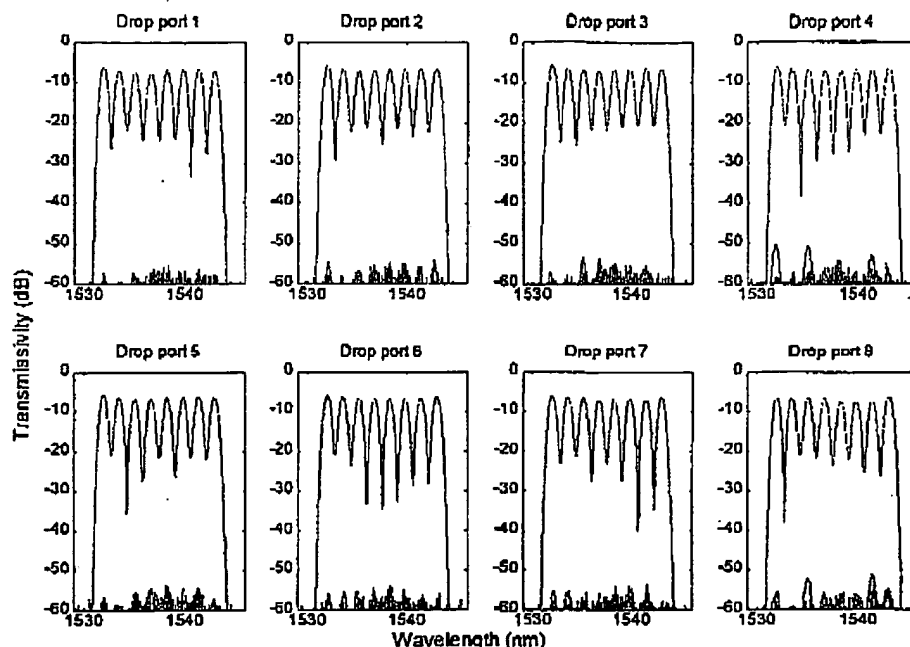 Drop port 1 Drop port 2 Drop port 3 Drop port 4
0 0 0 0
-10 -10 -10 -10
-20 -20 -20 -20
-30 -30 -30 -30
-40 -40 -40 -40
-50 -50 -50 -50
-60 -60 -60 -60
1530 1540 1530 1540 1530 1540 1530 1540
Transmissivity (dB)
Drop port 5 Drop port 6 Drop port 7 Drop port 8
0 0 0 0
-10 -10 -10 -10
-20 -20 -20 -20
-30 -30 -30 -30
-40 -40 -40 -40
-50 -50 -50 -50
-60 -60 -60 -60
1530 1540 1530 1540 1530 1540 1530 1540
Wavelength (nm)